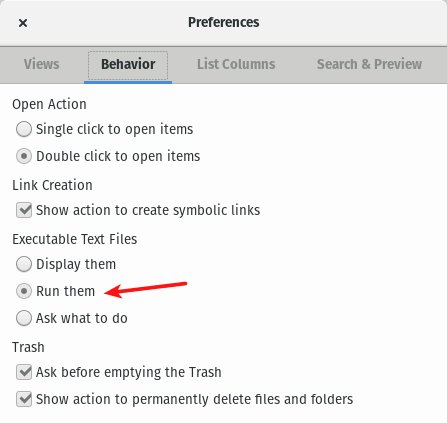 Preferences
Views Behavior List Columns Search & Preview
Open Action
Single click to open items
Double click to open items
Link Creation
Show action to create symbolic links
Executable Text Files
Display them
Run them
Ask what to do
Trash
Ask before emptying the Trash
Show action to permanently delete files and folders